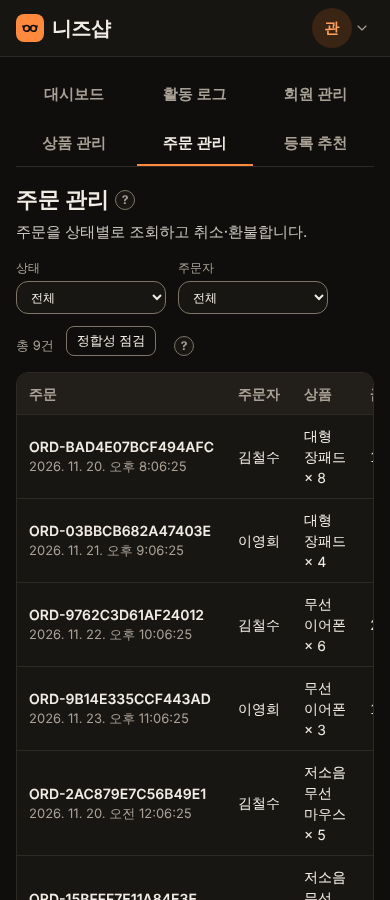 니즈샵
관
대시보드 활동 로그 회원 관리
상품 관리 주문 관리 등록 추천
주문 관리 ?
주문을 상태별로 조회하고 취소·환불합니다.
상태 주문자
전체 전체
총 9건 정합성 점검 ?
주문 주문자 상품
ORD-BAD4E07BCF494AFC
2026. 11. 20. 오후 8:06:25
김철수
대형
장패드
× 8
ORD-03BBCB682A47403E
2026. 11. 21. 오후 9:06:25
이영희
대형
장패드
× 4
ORD-9762C3D61AF24012
2026. 11. 22. 오후 10:06:25
김철수
무선
이어폰
× 6
ORD-9B14E335CCF443AD
2026. 11. 23. 오후 11:06:25
이영희
무선
이어폰
× 3
ORD-2AC879E7C56B49E1
2026. 11. 20. 오전 12:06:25
김철수
저소음
무선
마우스
× 5
저소음
무선